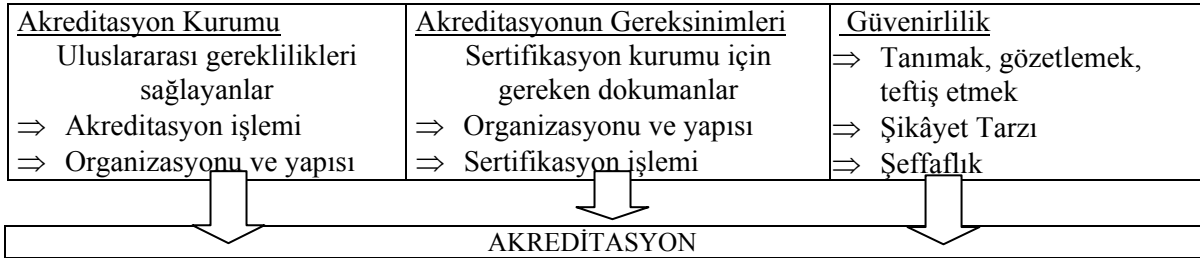 Akreditasyon Kurumu
Uluslararası gereklilikleri
sağlayanlar
⇒ Akreditasyon işlemi
⇒ Organizasyonu ve yapısı
Akreditasyonun Gereksinimleri
Sertifikasyon kurumu için
gereken dokumanlar
⇒ Organizasyonu ve yapısı
⇒ Sertifikasyon işlemi
Güvenirlilik
⇒ Tanımak, gözetlemek,
teftiş etmek
⇒ Şikâyet Tarzı
⇒ Şeffaflık
AKREDİTASYON